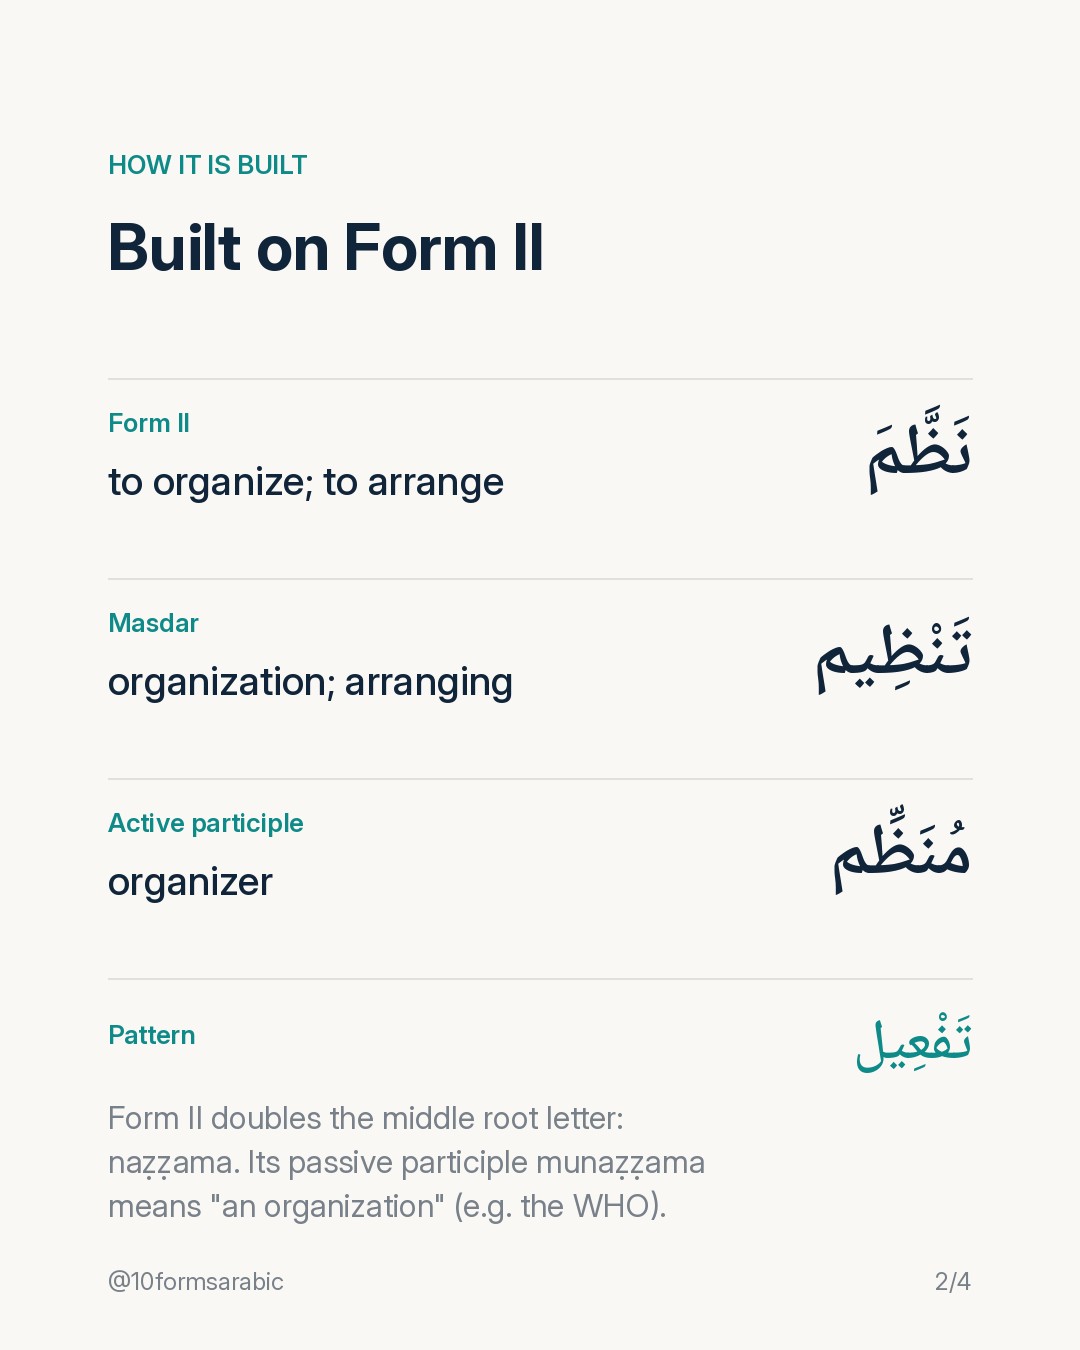 HOW IT IS BUILT
Built on Form II
Form II
نَظَّمَ
to organize; to arrange
Masdar
تَنْظِيم
organization; arranging
Active participle
مُنَظِّم
organizer
Pattern
تَفْعِيل
Form II doubles the middle root letter:
naẓẓama. Its passive participle munaẓẓama
means "an organization" (e.g. the WHO).
@10formsarabic
2/4